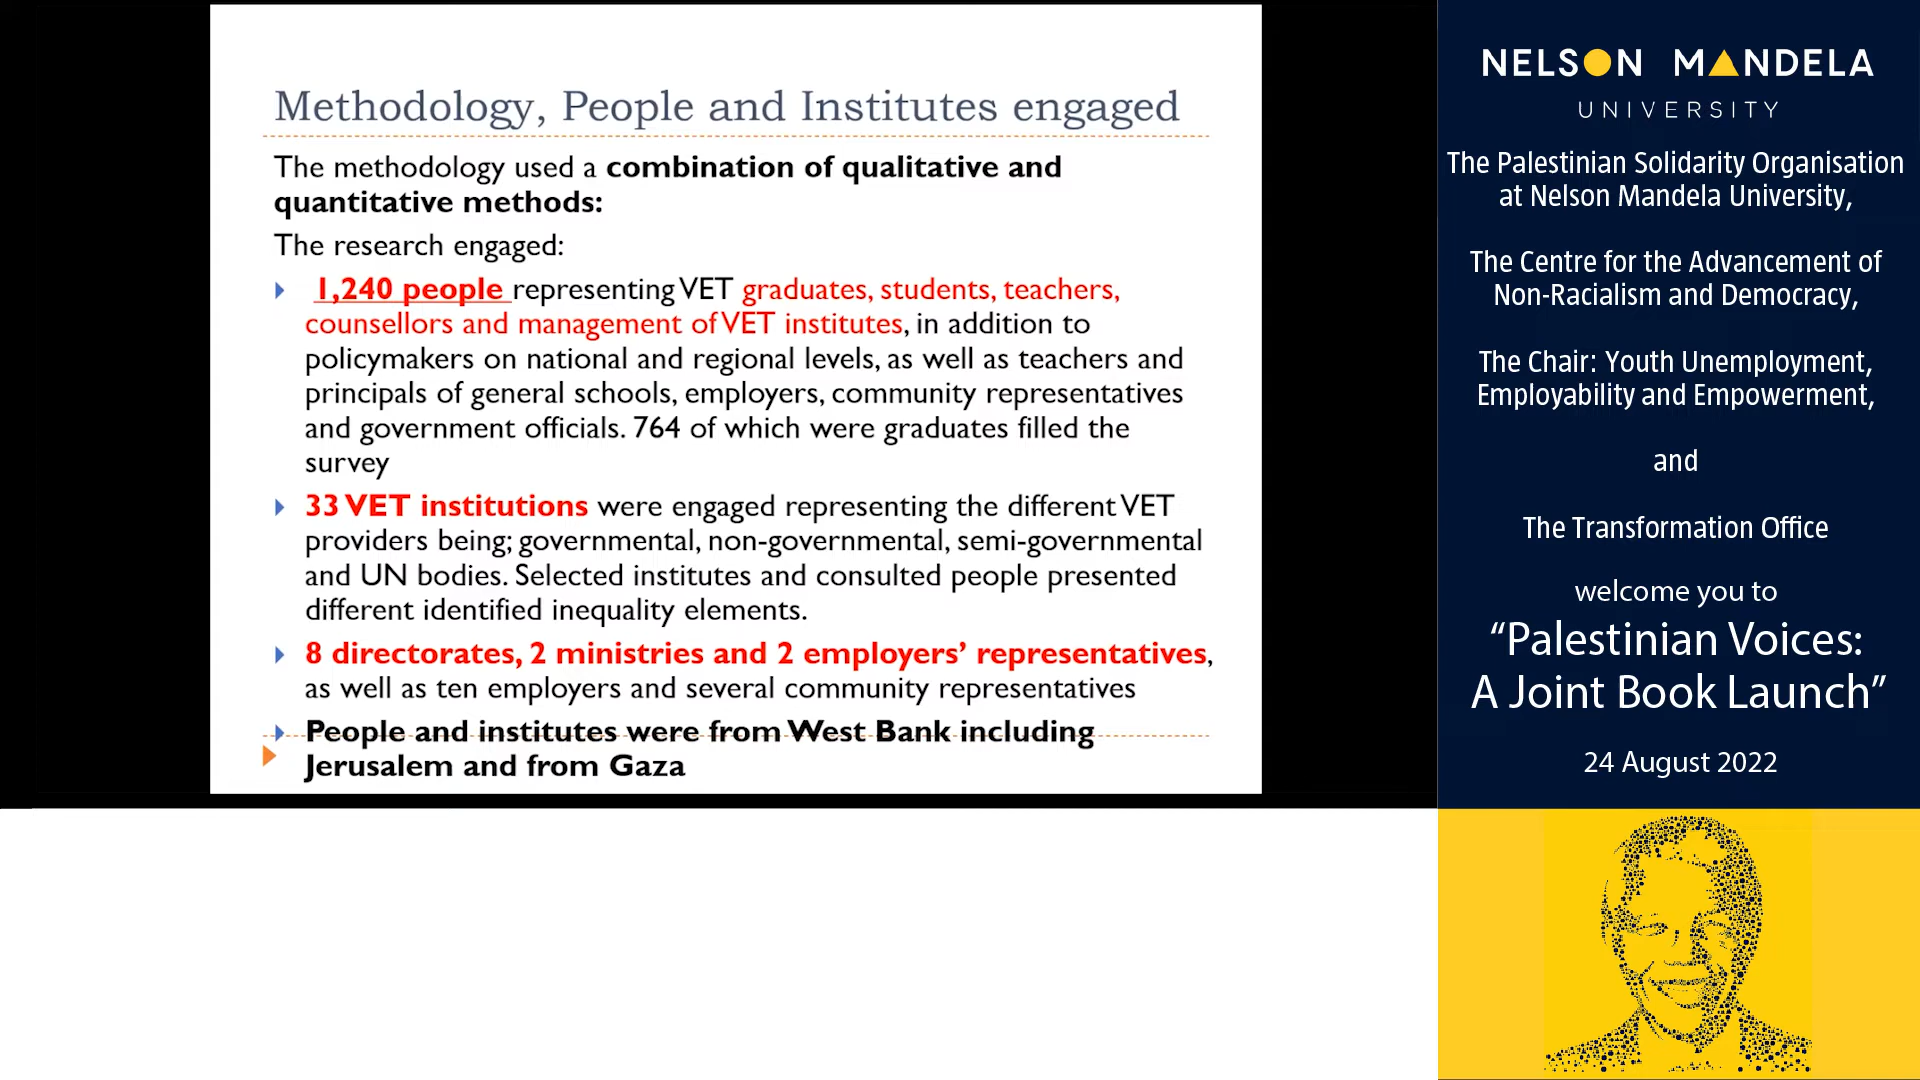 Methodology, People and Institutes engaged
The methodology used a combination of qualitative and
quantitative methods:
The research engaged:
1,240 people representing VET graduates, students, teachers,
counsellors and management of VET institutes, in addition to
policymakers on national and regional levels, as well as teachers and
principals of general schools, employers, community representatives
and government officials. 764 of which were graduates filled the
survey
33 VET institutions were engaged representing the different VET
providers being; governmental, non-governmental, semi-governmental
and UN bodies. Selected institutes and consulted people presented
different identified inequality elements.
8 directorates, 2 ministries and 2 employers’ representatives,
as well as ten employers and several community representatives
People and institutes were from West Bank including
Jerusalem and from Gaza
NELSON MANDELA
UNIVERSITY
The Palestinian Solidarity Organisation
at Nelson Mandela University,
The Centre for the Advancement of
Non-Racialism and Democracy,
The Chair: Youth Unemployment,
Employability and Empowerment,
and
The Transformation Office
welcome you to
“Palestinian Voices:
A Joint Book Launch”
24 August 2022